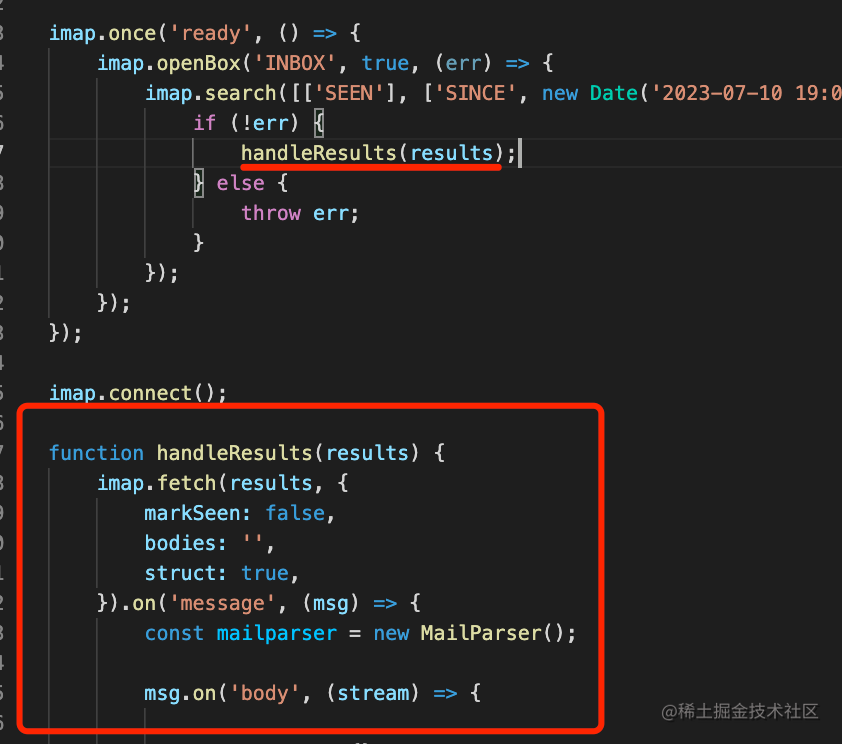 imap.once('ready', () => {
    imap.openBox('INBOX', true, (err) => {
        imap.search([['SEEN'], ['SINCE', new Date('2023-07-10 19:0
            if (!err) {
                handleResults(results);
            } else {
                throw err;
            }
        });
    });
});
imap.connect();
function handleResults(results) {
    imap.fetch(results, {
        markSeen: false,
        bodies: '',
        struct: true,
    }).on('message', (msg) => {
        const mailparser = new MailParser();
        msg.on('body', (stream) => {
@稀土掘金技术社区